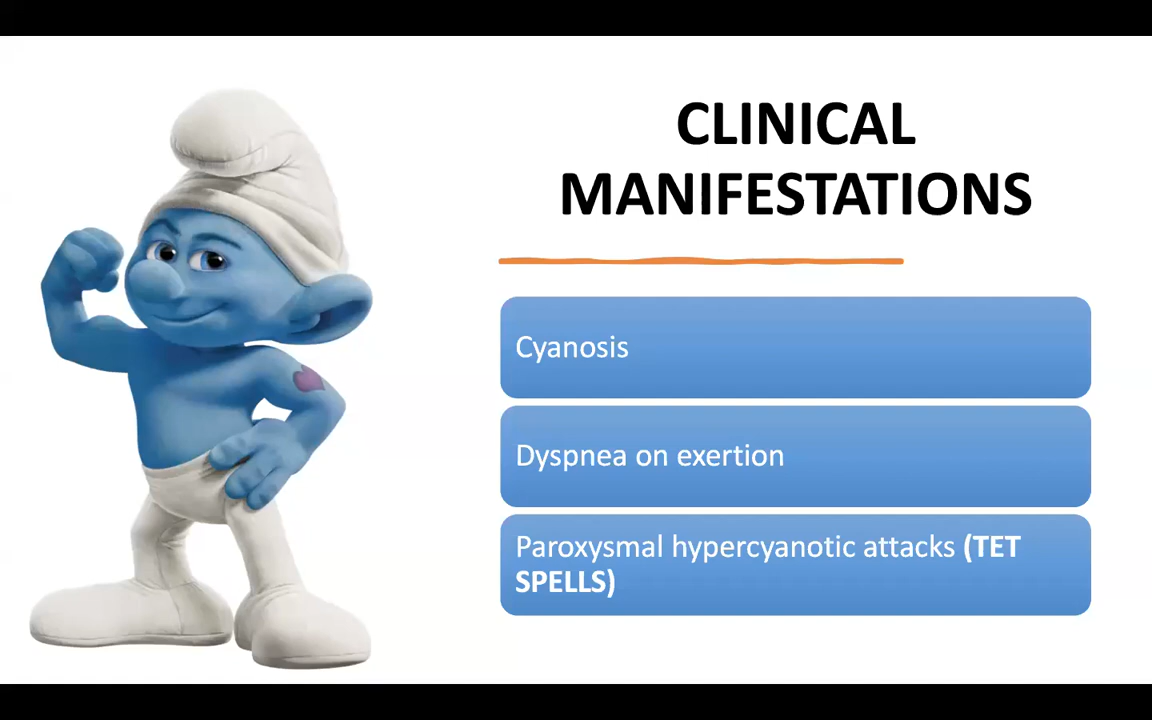 CLINICAL
MANIFESTATIONS
Cyanosis
Dyspnea on exertion
Paroxysmal hypercyanotic attacks (TET
SPELLS)